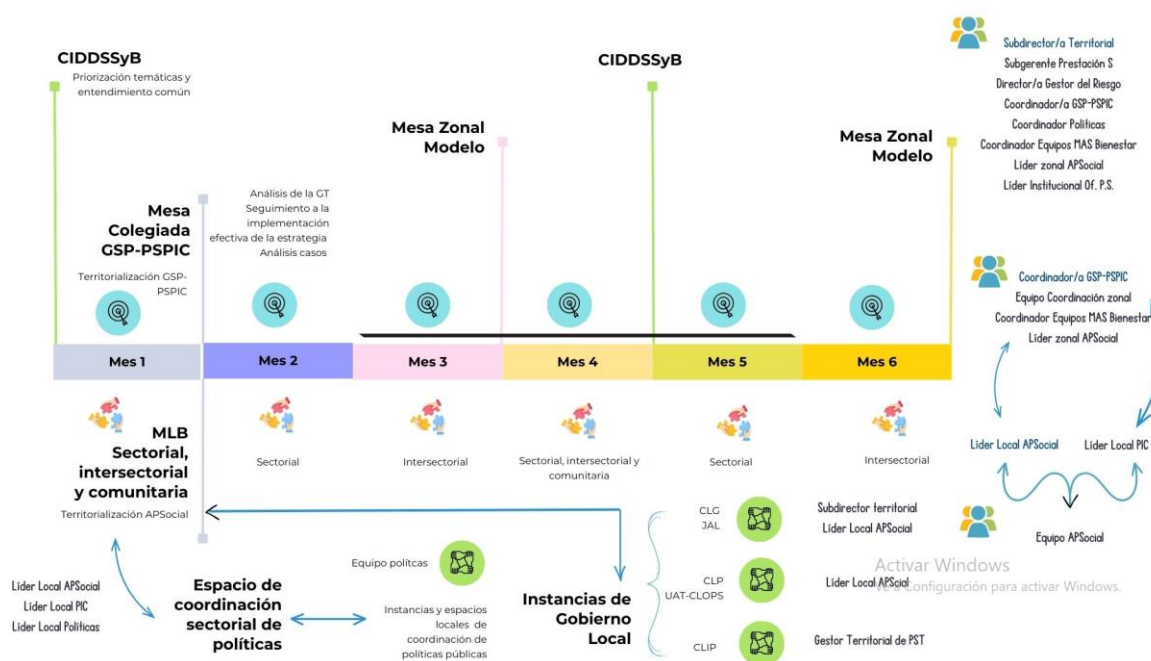 CIDDSSyB
Priorización temáticas y
entendimiento común
CIDDSSyB
Mesa Zonal
Modelo
Mesa Zonal
Modelo
Subdirector/a Territorial
Subgerente Prestación S
Director/a Gestor del Riesgo
Coordinador/a GSP-PSPIC
Coordinador Políticas
Coordinador Equipos MAS Bienestar
Líder zonal APSocial
Líder Institucional Of. P.S.
Mesa
Colegiada
GSP-PSPIC
Territorialización GSP-
PSPIC
Análisis de la GT
Seguimiento a la
implementación
efectiva de la estrategia
Análisis casos
Coordinador/a GSP-PSPIC
Equipo Coordinación zonal
Coordinador Equipos MAS Bienestar
Líder zonal APSocial
Mes 1
Mes 2
Mes 3
Mes 4
Mes 5
Mes 6
MLB
Sectorial,
intersectorial
y comunitaria
Territorialización APSocial
Sectorial
Intersectorial
Sectorial, intersectorial y
comunitaria
Sectorial
Intersectorial
Líder Local APSocial
Líder Local PIC
Equipo APSocial
Líder Local APSocial
Líder Local PIC
Líder Local Políticas
Espacio de
coordinación
sectorial de
políticas
Equipo polítcas
Instancias y espacios
locales de
coordinación de
políticas públicas
Instancias de
Gobierno
Local
CLG
JAL
Subdirector territorial
Líder Local APSocial
CLP
UAT-CLOPS
Líder Local APSocial
CLIP
Gestor Territorial de PST
Activar Windows
Configuración para activar Windows.